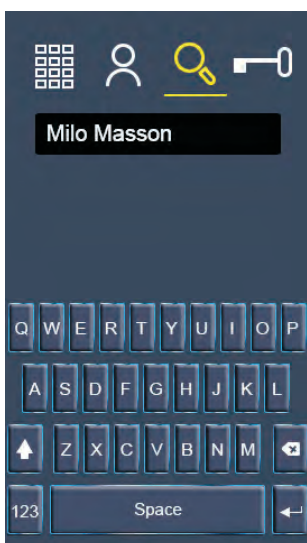 Milo Masson
Q W E R T Y U I O P
A S D F G H J K L
Z X C V B N M
123 Space